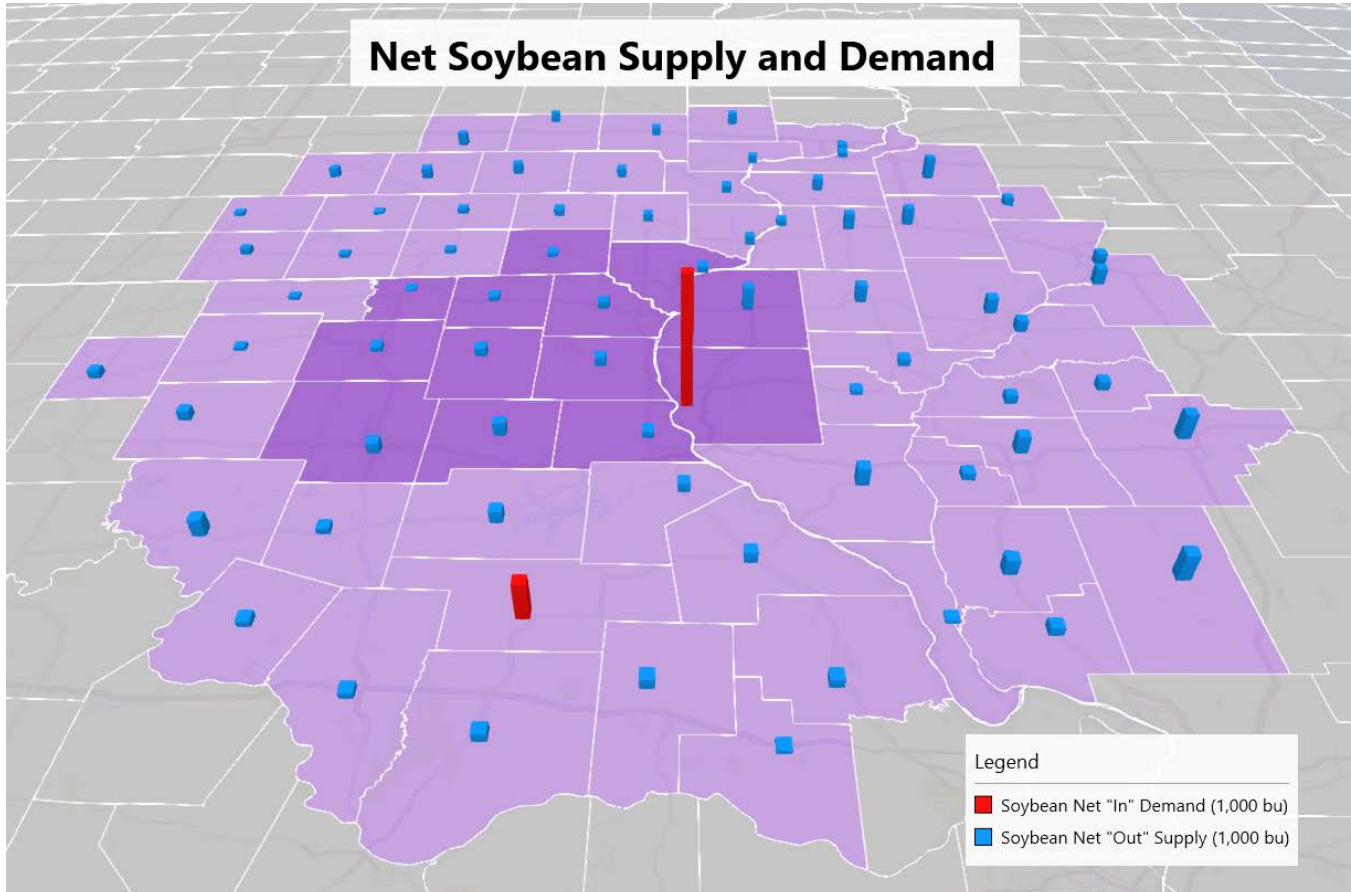 Net Soybean Supply and Demand
Legend
Soybean Net "In" Demand (1,000 bu)
Soybean Net "Out" Supply (1,000 bu)